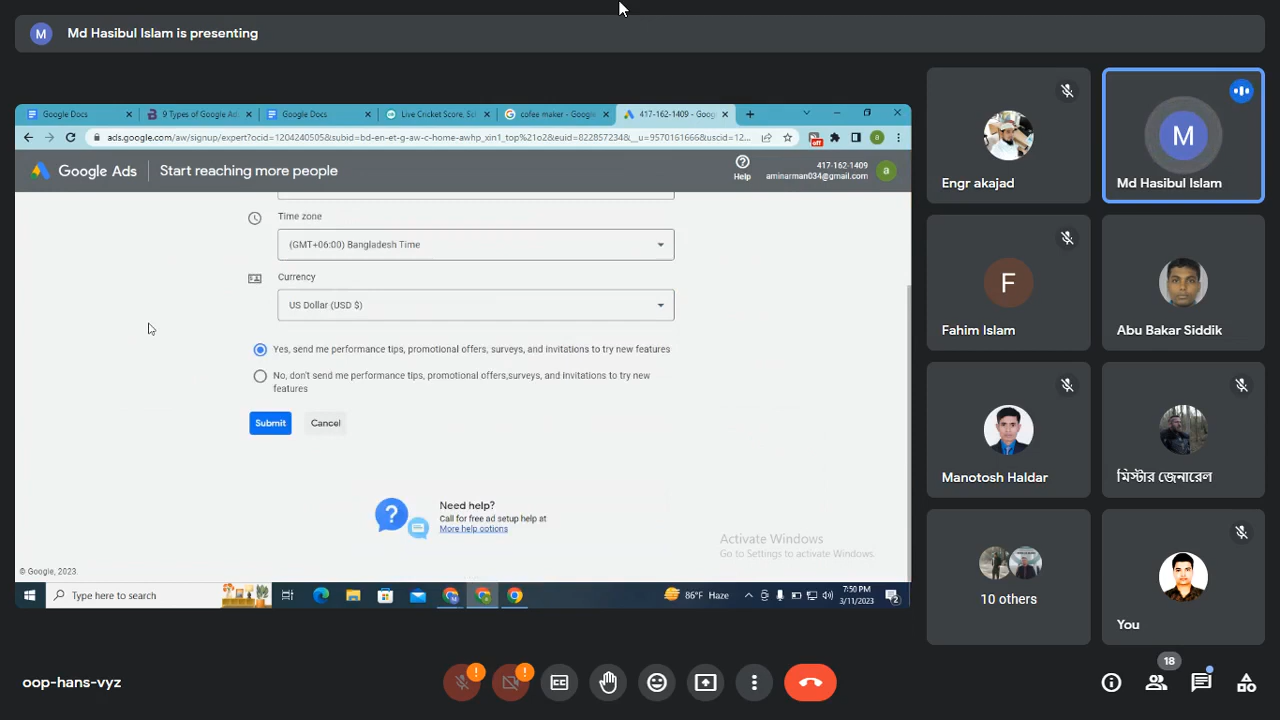 M
Md Hasibul Islam is presenting
Google Docs
9 Types of Google Ad
Google Docs
Live Cricket Score, Sc
cofee maker - Google
417-162-1409 - Goog
ads.google.com/aw/signup/expert?ocid=1204240505&subid=bd-en-et-g-aw-c-home-awhp_xin1_top%21o2&euid=822857234&__u=9570161666&uscid=12...
off
a
Google Ads
Start reaching more people
Help
417-162-1409
aminarman034@gmail.com
a
Time zone
(GMT+06:00) Bangladesh Time
Currency
US Dollar (USD $)
Yes, send me performance tips, promotional offers, surveys, and invitations to try new features
No, don't send me performance tips, promotional offers,surveys, and invitations to try new
features
Submit
Cancel
Need help?
Call for free ad setup help at
More help options
Activate Windows
Go to Settings to activate Windows.
© Google, 2023.
Type here to search
86°F Haze
7:50 PM
3/11/2023
2
Engr akajad
M
Md Hasibul Islam
F
Fahim Islam
Abu Bakar Siddik
Manotosh Haldar
মিস্টার জেনারেল
10 others
You
oop-hans-vyz
18